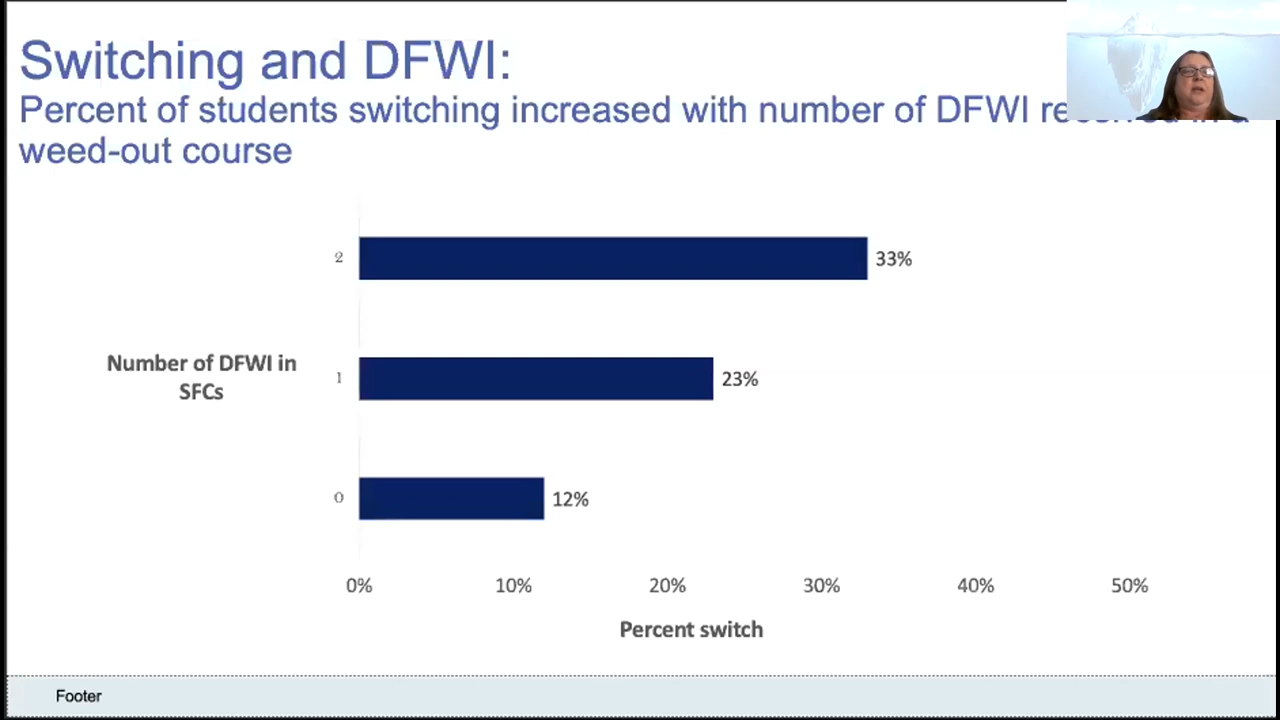 Switching and DFWI:
Percent of students switching increased with number of DFWI
weed-out course
2
33%
Number of DFWI in
SFCs
1
23%
0
12%
0%
10%
20%
30%
40%
50%
Percent switch
Footer